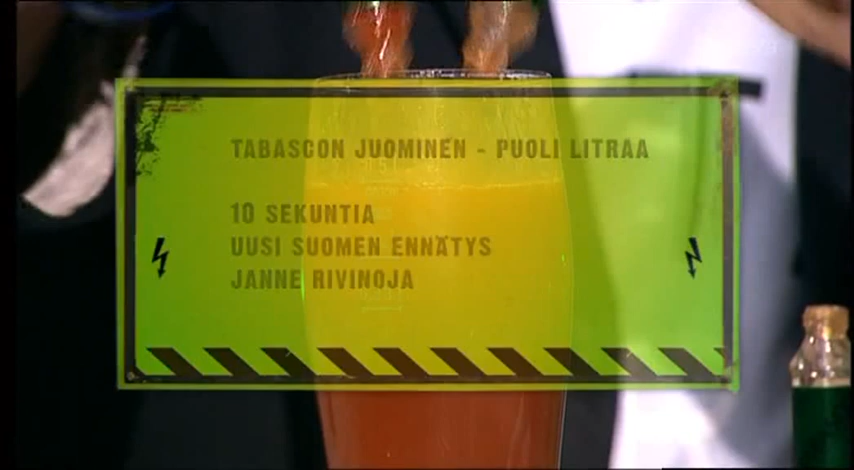 TABASCON JUOMINEN - PUOLI LITRAA
10 SEKUNTIA
UUSI SUOMEN ENNÄTYS
JANNE RIVINOJA